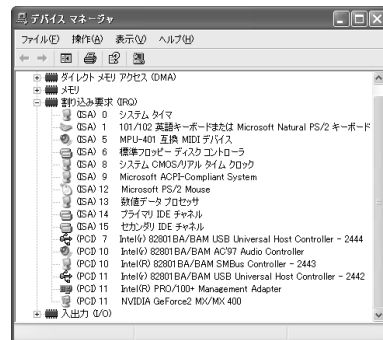 デバイス マネージャ
ファイル(F) 操作(A) 表示(V) ヘルプ(H)
ダイレクト メモリ アクセス (DMA)
メモリ
割り込み要求 (IRQ)
(ISA) 0 システム タイマ
(ISA) 1 101/102 英語キーボードまたは Microsoft Natural PS/2 キーボード
(ISA) 5 MPU-401 互換 MIDI デバイス
(ISA) 6 標準フロッピー ディスク コントローラ
(ISA) 8 システム CMOS/リアル タイム クロック
(ISA) 9 Microsoft ACPI-Compliant System
(ISA) 12 Microsoft PS/2 Mouse
(ISA) 13 数値データ プロセッサ
(ISA) 14 プライマリ IDE チャネル
(ISA) 15 セカンダリ IDE チャネル
(PCI) 7 Intel(r) 82801BA/BAM USB Universal Host Controller - 2444
(PCI) 10 Intel(r) 82801BA/BAM AC'97 Audio Controller
(PCI) 10 Intel(R) 82801BA/BAM SMBus Controller - 2443
(PCI) 11 Intel(r) 82801BA/BAM USB Universal Host Controller - 2442
(PCI) 11 Intel(R) PRO/100+ Management Adapter
(PCI) 11 NVIDIA GeForce2 MX/MX 400
入出力 (I/O)